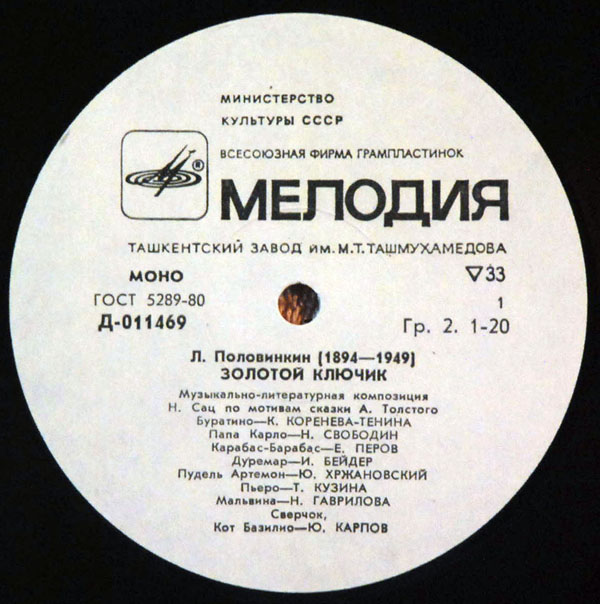 МИНИСТЕРСТВО
КУЛЬТУРЫ СССР
ВСЕСОЮЗНАЯ ФИРМА ГРАМПЛАСТИНОК
®
МЕЛОДИЯ
ТАШКЕНТСКИЙ ЗАВОД ИМ. М.Т. ТАШМУХАМЕДОВА
МОНО ▽33
ГОСТ 5289-80 1
Д-011469 Гр. 2. 1-20
Л. Половинкин (1894—1949)
ЗОЛОТОЙ КЛЮЧИК
Музыкально-литературная композиция
Н. Сац по мотивам сказки А. Толстого
Буратино—К. КОРЕНЕВА-ТЕНИНА
Папа Карло—Н. СВОБОДИН
Карабас-Барабас—Е. ПЕРОВ
Дуремар—И. БЕЙДЕР
Пудель Артемон—Ю. ХРЖАНОВСКИЙ
Пьеро—Т. КУЗИНА
Мальвина—Н. ГАВРИЛОВА
Сверчок,
Кот Базилио—Ю. КАРПОВ